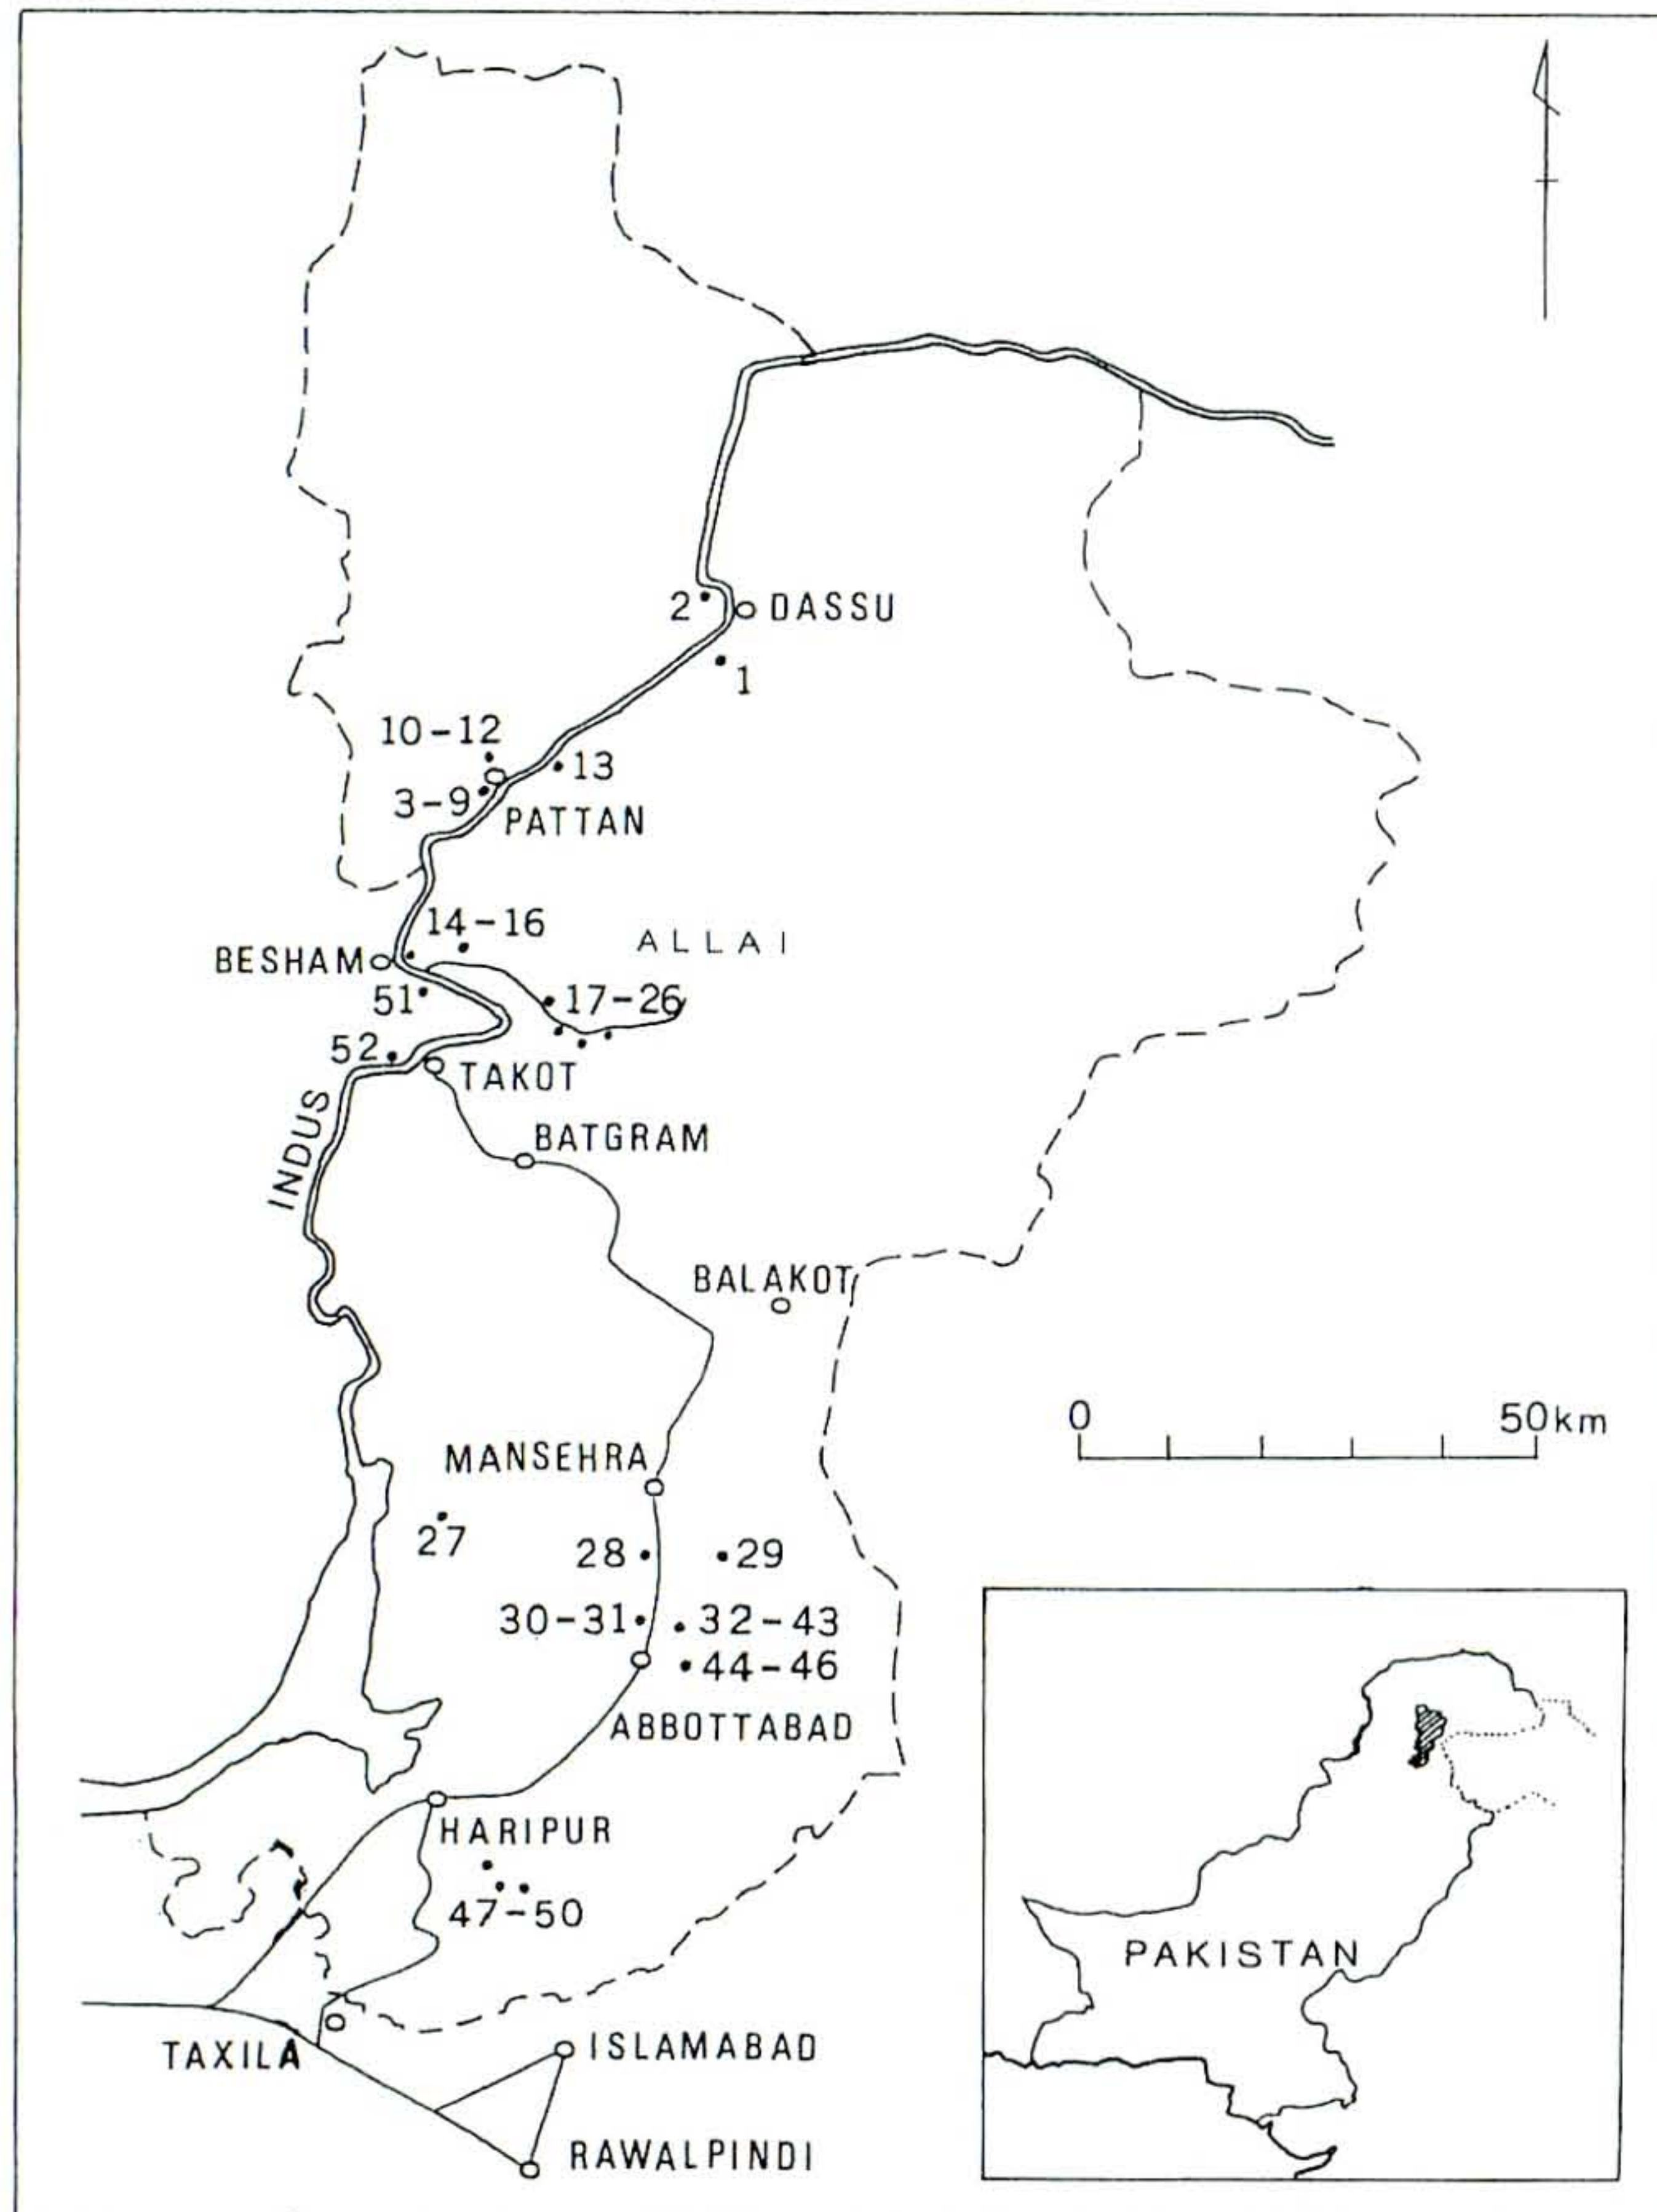 2
DASSU
1
10-12
13
3-9
PATTAN
14-16
ALLAI
BESHAM
51
17-26
52
TAKOT
INDUS
BATGRAM
BALAKOT
0 50km
MANSEHRA
27
28
29
30-31
32-43
44-46
ABBOTTABAD
HARIPUR
47-50
PAKISTAN
TAXILA
ISLAMABAD
RAWALPINDI